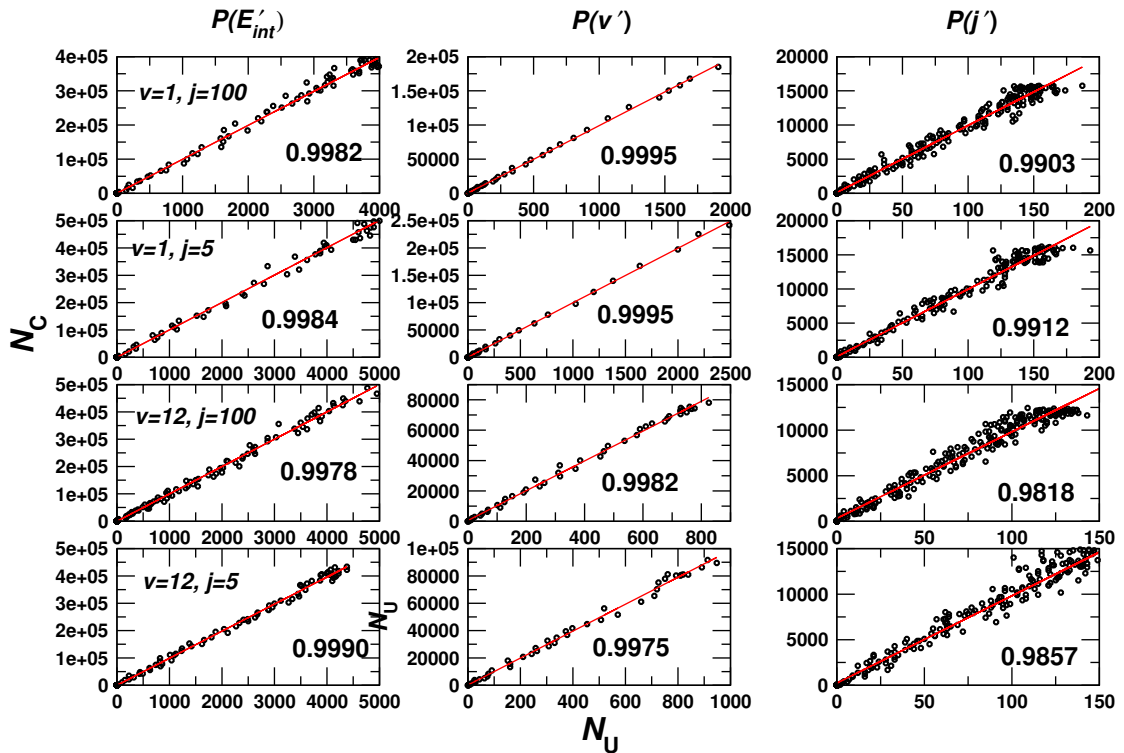 P(E′int) P(v′) P(j′)
4e+05
3e+05
2e+05
1e+05
0
v=1, j=100
0.9982
0 1000 2000 3000 4000
2e+05
1.5e+05
1e+05
50000
0
0.9995
0 500 1000 1500 2000
20000
15000
10000
5000
0
0.9903
0 50 100 150 200
5e+05
4e+05
3e+05
2e+05
1e+05
0
v=1, j=5
0.9984
0 1000 2000 3000 4000 5000
2.5e+05
2e+05
1.5e+05
1e+05
50000
0
0.9995
0 500 1000 1500 2000 2500
20000
15000
10000
5000
0
0.9912
0 25 50 75 100 125 150 175 200
NC
5e+05
4e+05
3e+05
2e+05
1e+05
0
v=12, j=100
0.9978
0 1000 2000 3000 4000 5000
80000
60000
40000
20000
0
0.9982
0 200 400 600 800
15000
10000
5000
0
0.9818
0 25 50 75 100 125 150
5e+05
4e+05
3e+05
2e+05
1e+05
0
v=12, j=5
0.9990
0 1000 2000 3000 4000 5000
NU
1e+05
80000
60000
40000
20000
0
0.9975
0 200 400 600 800 1000
15000
10000
5000
0
0.9857
0 25 50 75 100 125 150
NU